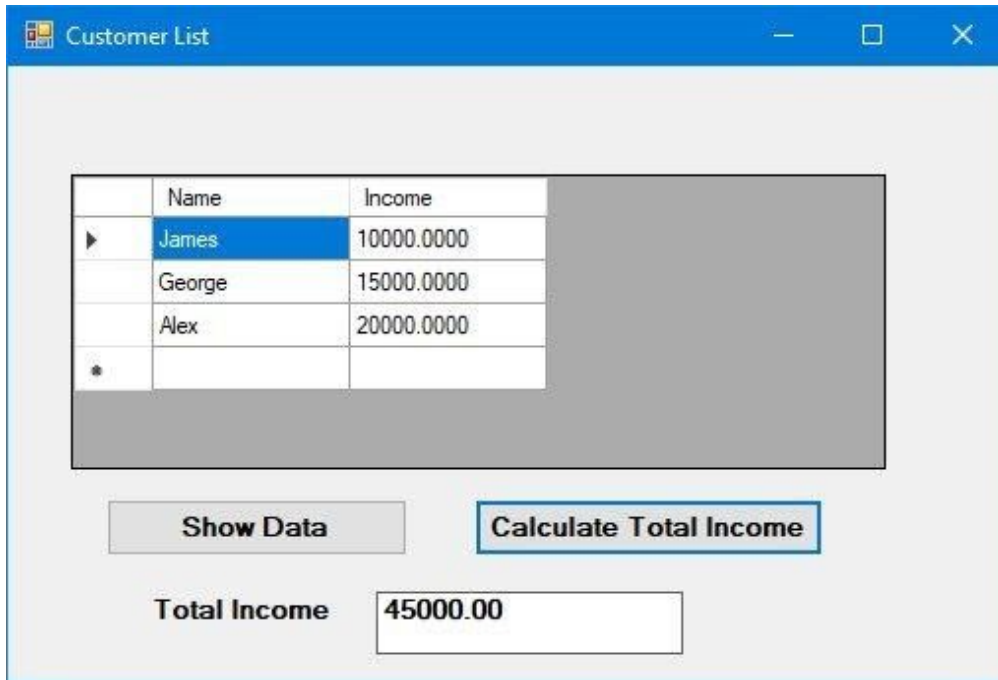 Customer List
Name Income
James 10000.0000
George 15000.0000
Alex 20000.0000
Show Data Calculate Total Income
Total Income 45000.00